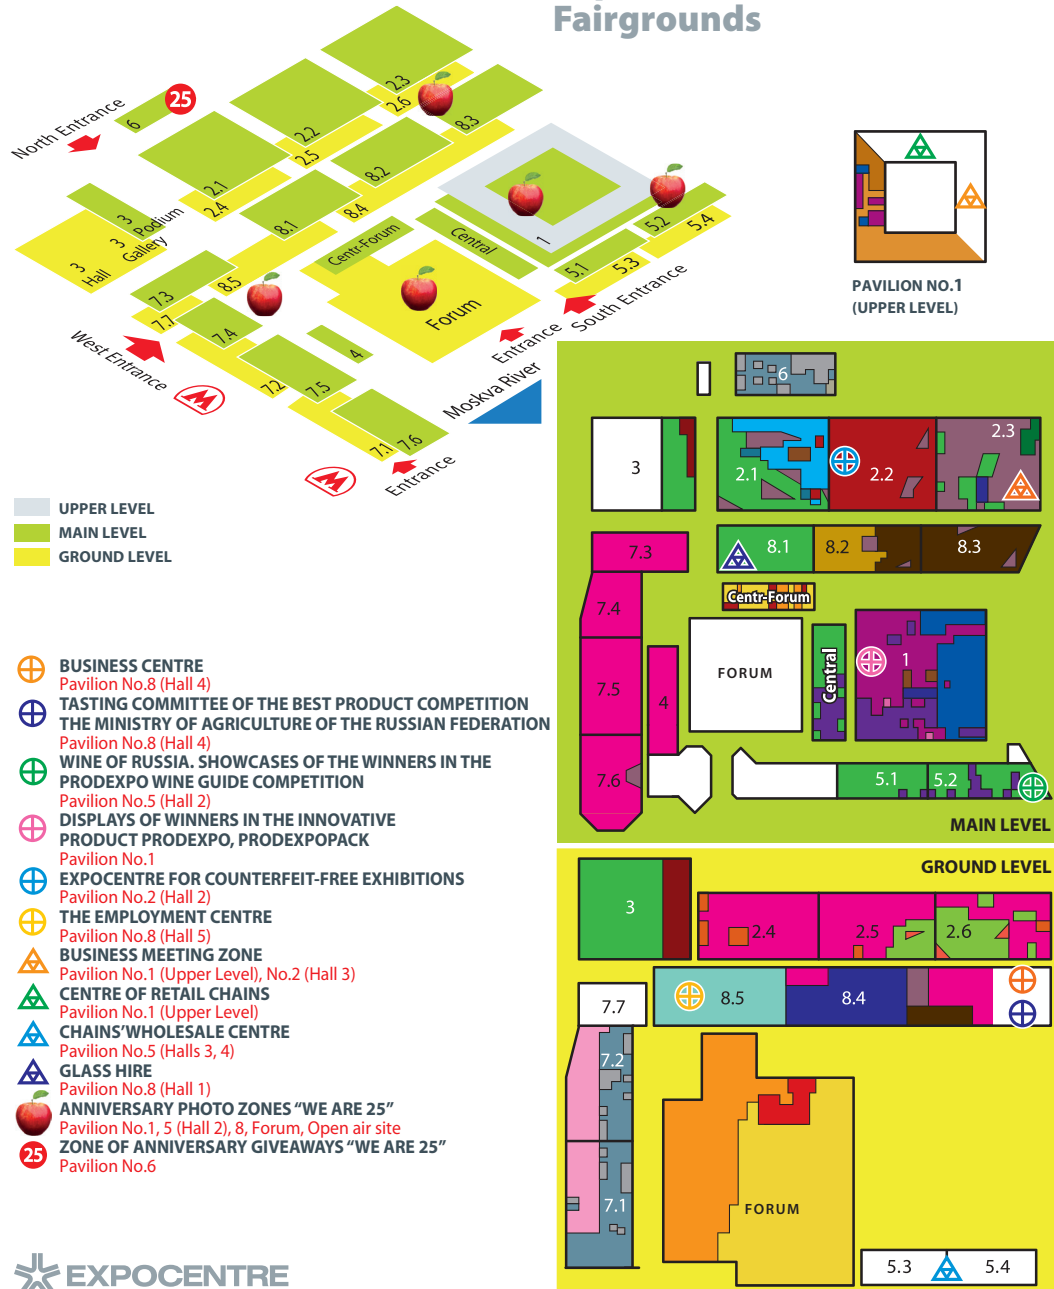 Fairgrounds
North Entrance
25
6
2.3
2.6
8.3
2.2
2.5
8.2
8.4
2.1
2.4
8.1
8.5
3
Podium
3
Gallery
3
Hall
Centr-Forum
Central
1
5.2
5.4
5.1
5.3
Forum
South Entrance
Entrance
7.3
7.7
7.4
West Entrance
7.2
7.5
4
Moskva River
7.1
7.6
Entrance
PAVILION NO.1
(UPPER LEVEL)
UPPER LEVEL
MAIN LEVEL
GROUND LEVEL
BUSINESS CENTRE
Pavilion No.8 (Hall 4)
TASTING COMMITTEE OF THE BEST PRODUCT COMPETITION
THE MINISTRY OF AGRICULTURE OF THE RUSSIAN FEDERATION
Pavilion No.8 (Hall 4)
WINE OF RUSSIA. SHOWCASES OF THE WINNERS IN THE
PRODEXPO WINE GUIDE COMPETITION
Pavilion No.5 (Hall 2)
DISPLAYS OF WINNERS IN THE INNOVATIVE
PRODUCT PRODEXPO, PRODEXPOPACK
Pavilion No.1
EXPOCENTRE FOR COUNTERFEIT-FREE EXHIBITIONS
Pavilion No.2 (Hall 2)
THE EMPLOYMENT CENTRE
Pavilion No.8 (Hall 5)
BUSINESS MEETING ZONE
Pavilion No.1 (Upper Level), No.2 (Hall 3)
CENTRE OF RETAIL CHAINS
Pavilion No.1 (Upper Level)
CHAINS'WHOLESALE CENTRE
Pavilion No.5 (Halls 3, 4)
GLASS HIRE
Pavilion No.8 (Hall 1)
ANNIVERSARY PHOTO ZONES “WE ARE 25”
Pavilion No.1, 5 (Hall 2), 8, Forum, Open air site
25
ZONE OF ANNIVERSARY GIVEAWAYS “WE ARE 25”
Pavilion No.6
EXPOCENTRE
6
3
2.1
2.2
2.3
7.3
8.1
8.2
8.3
7.4
Centr-Forum
7.5
4
FORUM
Central
1
7.6
5.1
5.2
MAIN LEVEL
GROUND LEVEL
3
2.4
2.5
2.6
7.7
8.5
8.4
7.2
7.1
FORUM
5.3
5.4